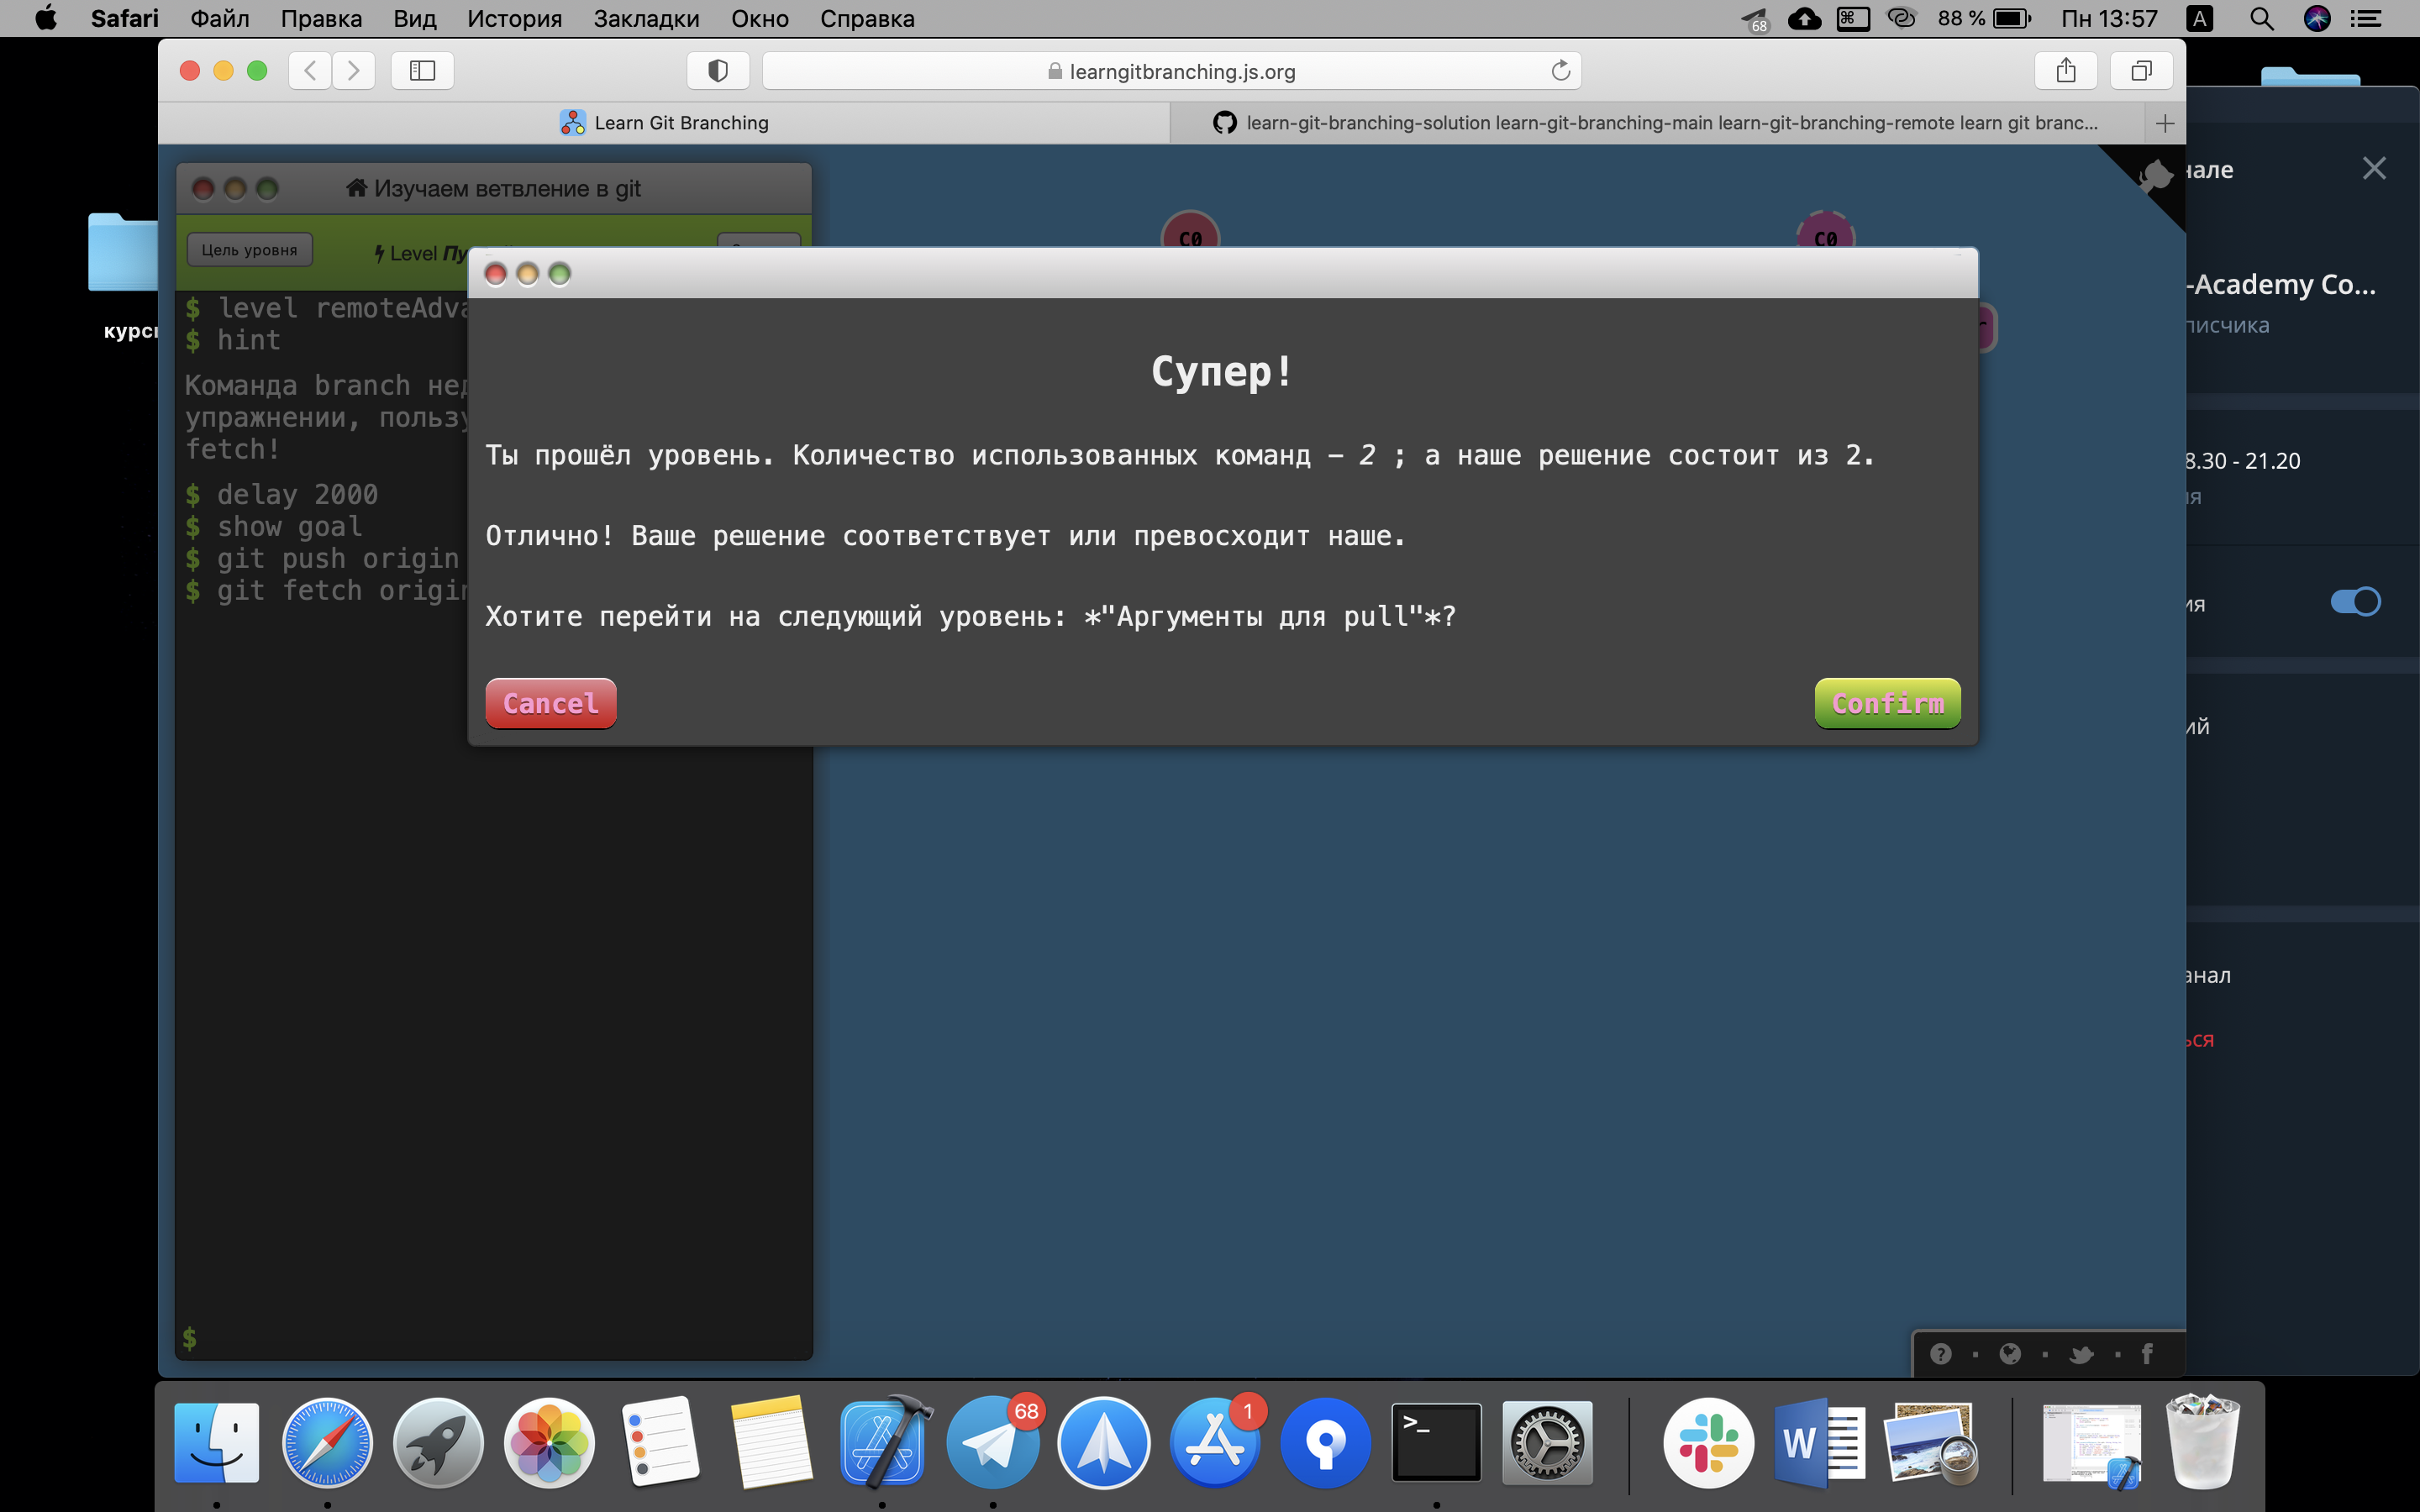 Safari Файл Правка Вид История Закладки Окно Справка 68 88 % Пн 13:57 A
learngitbranching.js.org
Learn Git Branching
learn-git-branching-solution learn-git-branching-main learn-git-branching-remote learn git branc...
Изучаем ветвление в git
Цель уровня
Level Пу
C0
C0
$ level remoteAdva
$ hint
Команда branch нед
упражнении, пользу
fetch!
$ delay 2000
$ show goal
$ git push origin
$ git fetch origin
$
Супер!
Ты прошёл уровень. Количество использованных команд – 2 ; а наше решение состоит из 2.
Отлично! Ваше решение соответствует или превосходит наше.
Хотите перейти на следующий уровень: *"Аргументы для pull"*?
Cancel
Confirm
курс
нале
-Academy Co...
писчика
8.30 - 21.20
ия
ий
анал
ься
68
1